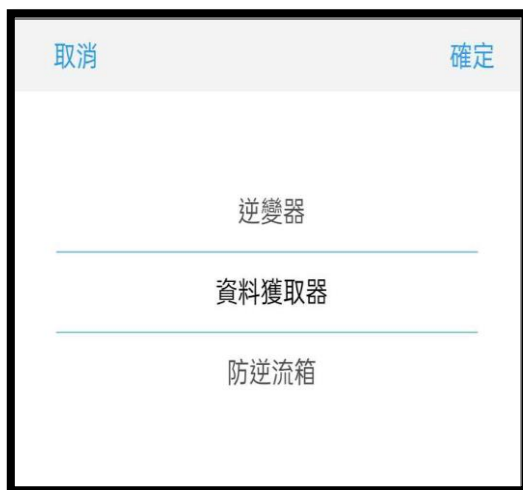 取消
確定
逆變器
資料獲取器
防逆流箱